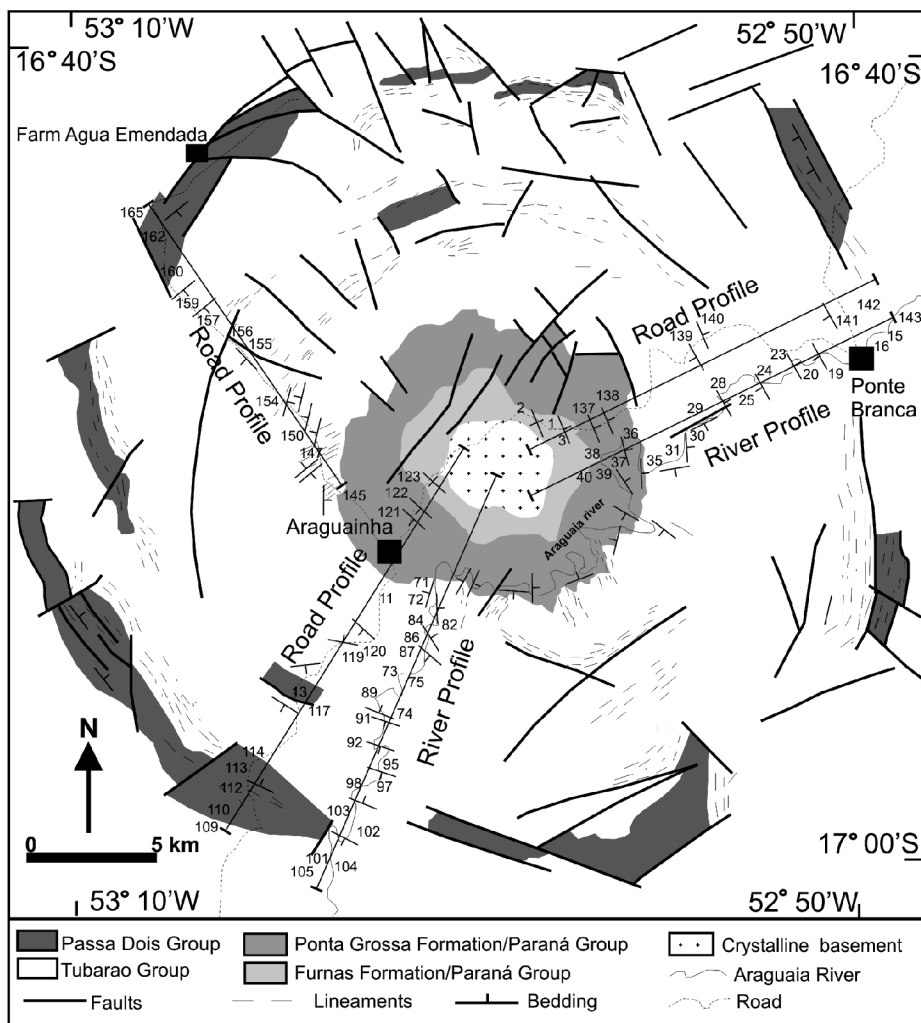 53° 10'W
52° 50'W
16° 40'S
16° 40'S
Farm Agua Emendada
165
162
160
159
157
156
155
154
150
147
145
Road Profile
Road Profile
142
143
141
140
139
15
16
Ponte
Branca
19
20
23
24
25
28
29
30
31
35
36
37
38
39
40
River Profile
138
137
2
1
3
Araguaia river
123
122
121
Araguainha
11
Road Profile
119
120
13
117
114
113
112
110
109
71
72
82
84
86
87
73
75
89
74
91
92
95
97
98
103
102
101
104
105
River Profile
N
0 5 km
17° 00'S
53° 10'W
52° 50'W
Passa Dois Group
Ponta Grossa Formation/Paraná Group
Crystalline basement
Tubarao Group
Furnas Formation/Paraná Group
Araguaia River
Faults
Lineaments
Bedding
Road